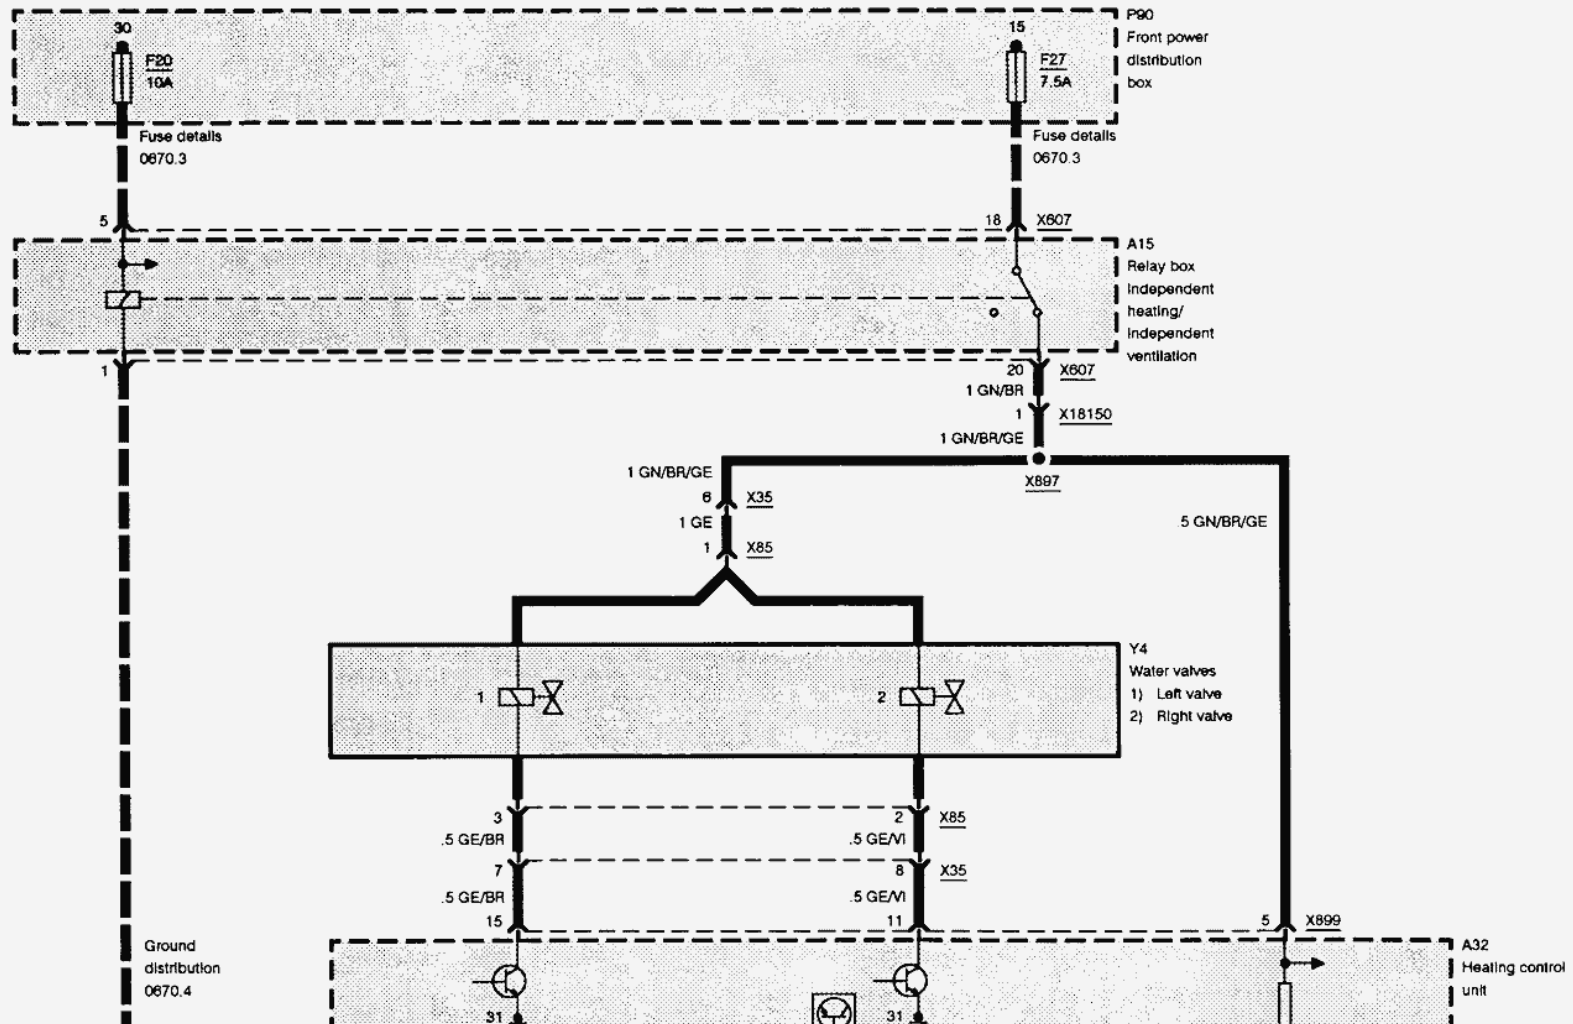 P90
Front power
distribution
box
30
F20
10A
15
F27
7.5A
Fuse details
0670.3
Fuse details
0670.3
5
18
X607
A15
Relay box
Independent
heating/
Independent
ventilation
1
20
X607
1 GN/BR
1
X18150
1 GN/BR/GE
X897
1 GN/BR/GE
6
X35
1 GE
1
X85
.5 GN/BR/GE
Y4
Water valves
1) Left valve
2) Right valve
1
2
3
2
X85
.5 GE/BR
.5 GE/VI
7
8
X35
.5 GE/BR
.5 GE/VI
15
11
5
X899
Ground
distribution
0670.4
A32
Heating control
unit
31
31